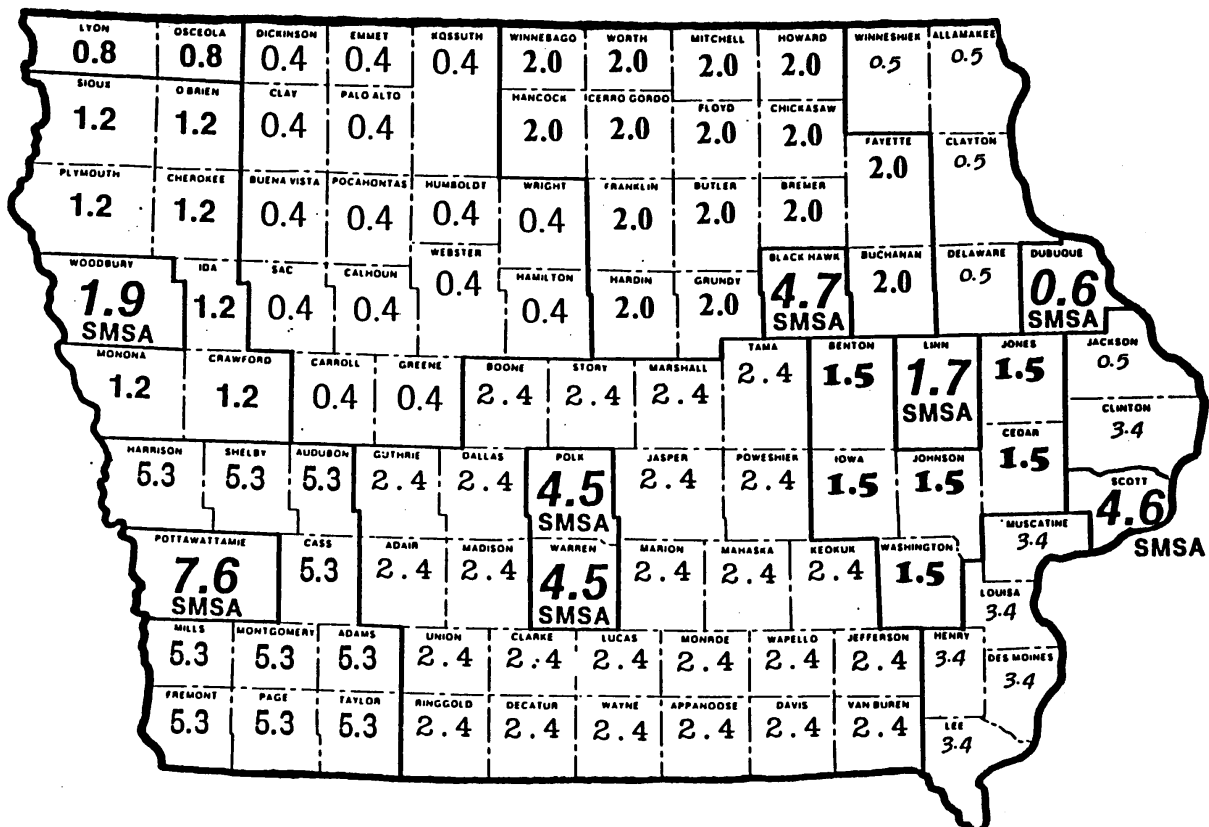 LYON OSCEOLA DICKINSON EMMET KOSSUTH WINNEBAGO WORTH MITCHELL HOWARD WINNESHIEK ALLAMAKEE
0.8 0.8 0.4 0.4 0.4 2.0 2.0 2.0 2.0 0.5 0.5
SIOUX O BRIEN CLAY PALO ALTO HANCOCK CERRO GORDO FLOYD CHICKASAW
1.2 1.2 0.4 0.4 2.0 2.0 2.0 2.0
FAYETTE CLAYTON
2.0 0.5
PLYMOUTH CHEROKEE BUENA VISTA POCAHONTAS HUMBOLDT WRIGHT FRANKLIN BUTLER BREMER
1.2 1.2 0.4 0.4 0.4 0.4 2.0 2.0 2.0
WOODBURY IDA SAC CALHOUN WEBSTER HAMILTON HARDIN GRUNDY BLACK HAWK BUCHANAN DELAWARE DUBUQUE
1.9 1.2 0.4 0.4 0.4 0.4 2.0 2.0 4.7 2.0 0.5 0.6
SMSA SMSA SMSA
MONONA CRAWFORD CARROLL GREENE BOONE STORY MARSHALL TAMA BENTON LINN JONES JACKSON
1.2 1.2 0.4 0.4 2.4 2.4 2.4 2.4 1.5 1.7 1.5 0.5
SMSA
CLINTON
3.4
HARRISON SHELBY AUDUBON GUTHRIE DALLAS POLK JASPER POWESHIEK IOWA JOHNSON CEDAR SCOTT
5.3 5.3 5.3 2.4 2.4 4.5 2.4 2.4 1.5 1.5 1.5 4.6
SMSA SMSA
POTTAWATTAMIE CASS ADAIR MADISON WARREN MARION MAHASKA KEOKUK WASHINGTON MUSCATINE
7.6 5.3 2.4 2.4 4.5 2.4 2.4 2.4 1.5 3.4
SMSA SMSA
LOUISA
3.4
MILLS MONTGOMERY ADAMS UNION CLARKE LUCAS MONROE WAPELLO JEFFERSON HENRY DES MOINES
5.3 5.3 5.3 2.4 2.4 2.4 2.4 2.4 2.4 3.4 3.4
FREMONT PAGE TAYLOR RINGGOLD DECATUR WAYNE APPANOOSE DAVIS VAN BUREN LEE
5.3 5.3 5.3 2.4 2.4 2.4 2.4 2.4 2.4 3.4